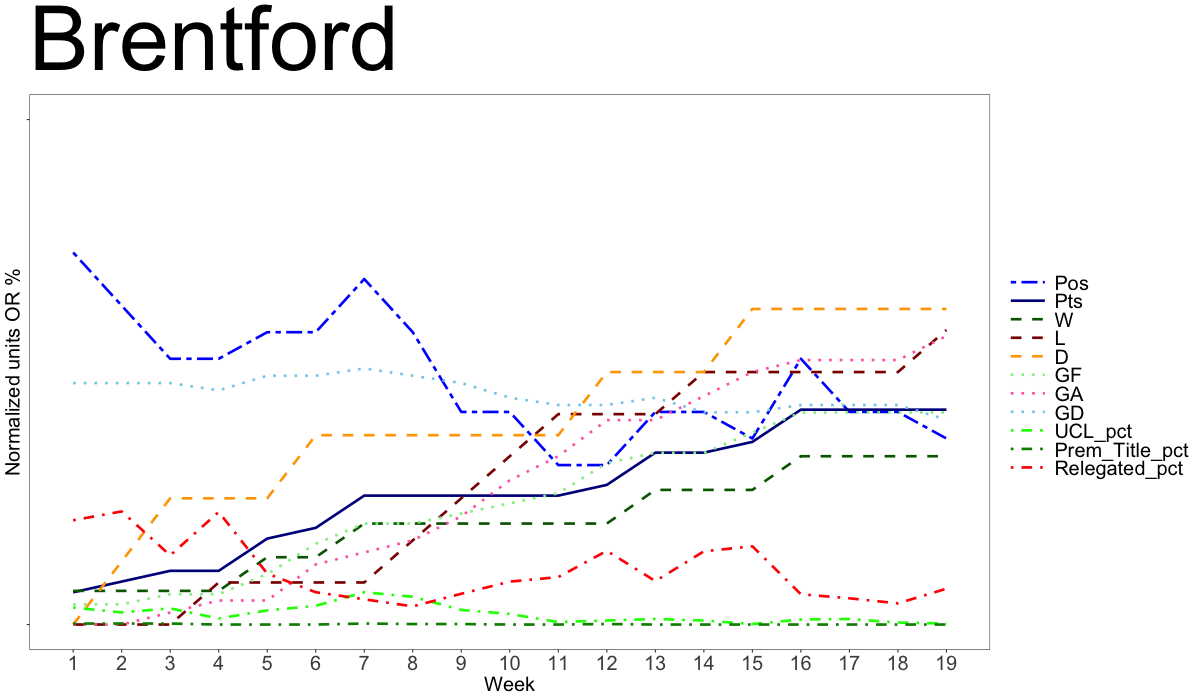 Brentford
Normalized units OR %
Pos
Pts
W
L
D
GF
GA
GD
UCL_pct
Prem_Title_pct
Relegated_pct
1 2 3 4 5 6 7 8 9 10 11 12 13 14 15 16 17 18 19
Week